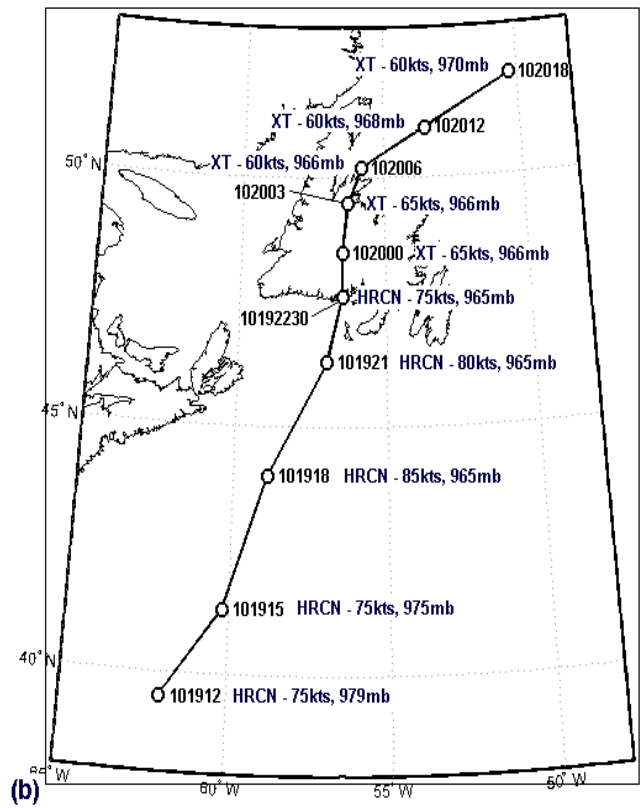 XT - 60kts, 970mb
102018
XT - 60kts, 968mb
102012
50°N
XT - 60kts, 966mb
102006
102003
XT - 65kts, 966mb
102000
XT - 65kts, 966mb
10192230
HRCN - 75kts, 965mb
101921
HRCN - 80kts, 965mb
45°N
101918
HRCN - 85kts, 965mb
101915
HRCN - 75kts, 975mb
40°N
101912
HRCN - 75kts, 979mb
(b)
60°W
55°W
50°W